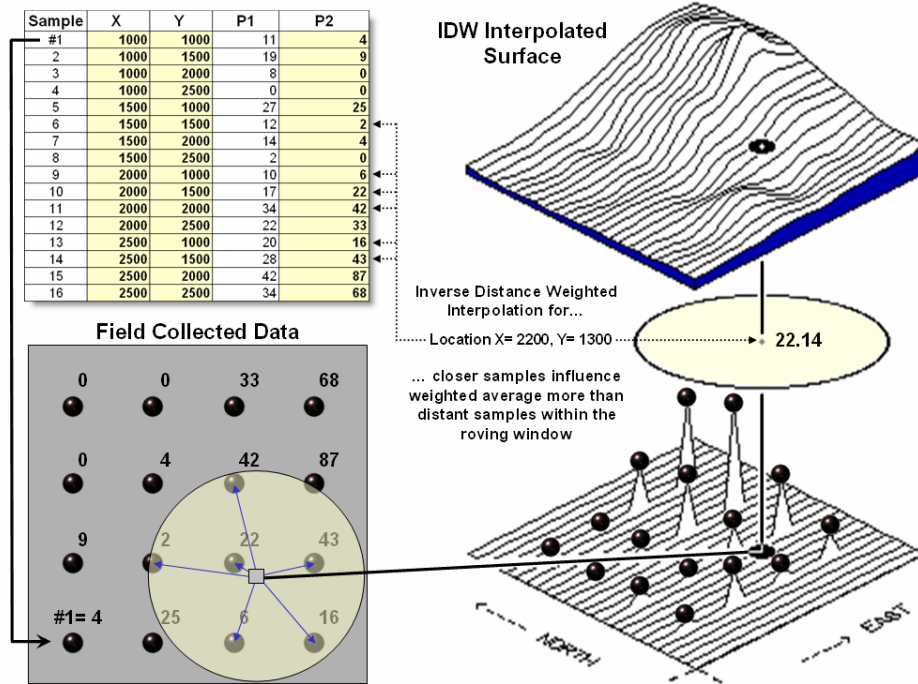 Sample X Y P1 P2
#1 1000 1000 11 4
2 1000 1500 19 9
3 1000 2000 8 0
4 1000 2500 0 0
5 1500 1000 27 25
6 1500 1500 12 2
7 1500 2000 14 4
8 1500 2500 2 0
9 2000 1000 10 6
10 2000 1500 17 22
11 2000 2000 34 42
12 2000 2500 22 33
13 2500 1000 20 16
14 2500 1500 28 43
15 2500 2000 42 87
16 2500 2500 34 68
IDW Interpolated
Surface
Inverse Distance Weighted
Interpolation for...
Location X= 2200, Y= 1300
22.14
... closer samples influence
weighted average more than
distant samples within the
roving window
Field Collected Data
0 0 33 68
0 4 42 87
9 2 22 43
#1= 4 25 6 16
NORTH
EAST